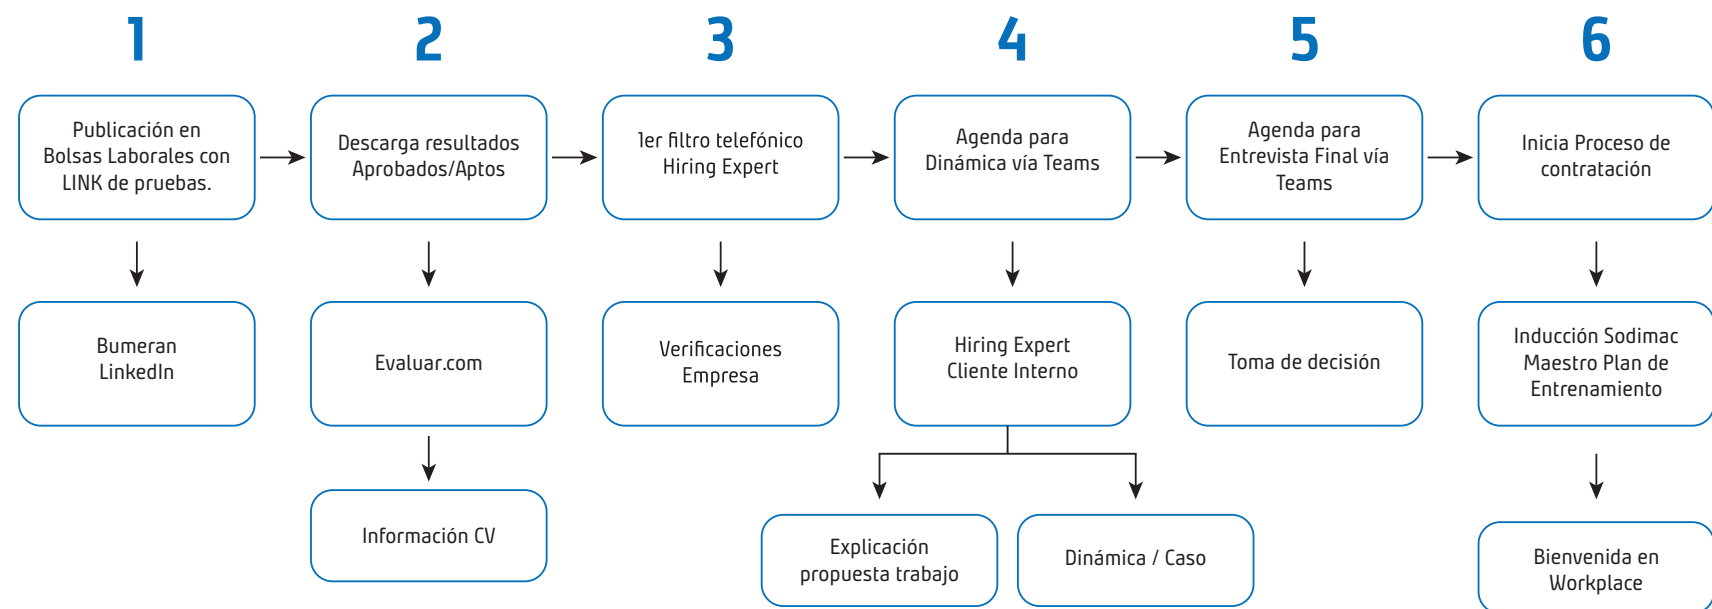 1
2
3
4
5
6
Publicación en
Bolsas Laborales con
LINK de pruebas.
Descarga resultados
Aprobados/Aptos
1er filtro telefónico
Hiring Expert
Agenda para
Dinámica vía Teams
Agenda para
Entrevista Final vía
Teams
Inicia Proceso de
contratación
Bumeran
LinkedIn
Evaluar.com
Verificaciones
Empresa
Hiring Expert
Cliente Interno
Toma de decisión
Inducción Sodimac
Maestro Plan de
Entrenamiento
Información CV
Explicación
propuesta trabajo
Dinámica / Caso
Bienvenida en
Workplace